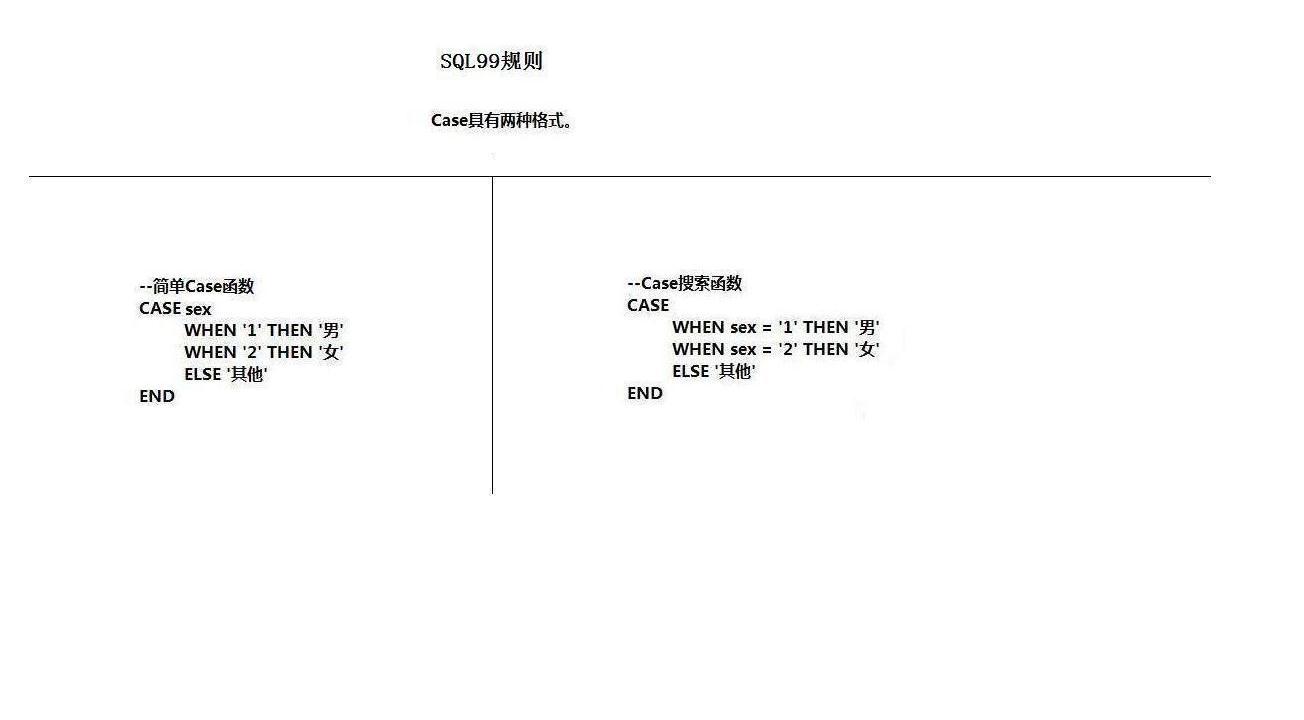 SQL99规则
Case具有两种格式。
--简单Case函数
CASE sex
WHEN '1' THEN '男'
WHEN '2' THEN '女'
ELSE '其他'
END
--Case搜索函数
CASE
WHEN sex = '1' THEN '男'
WHEN sex = '2' THEN '女'
ELSE '其他'
END